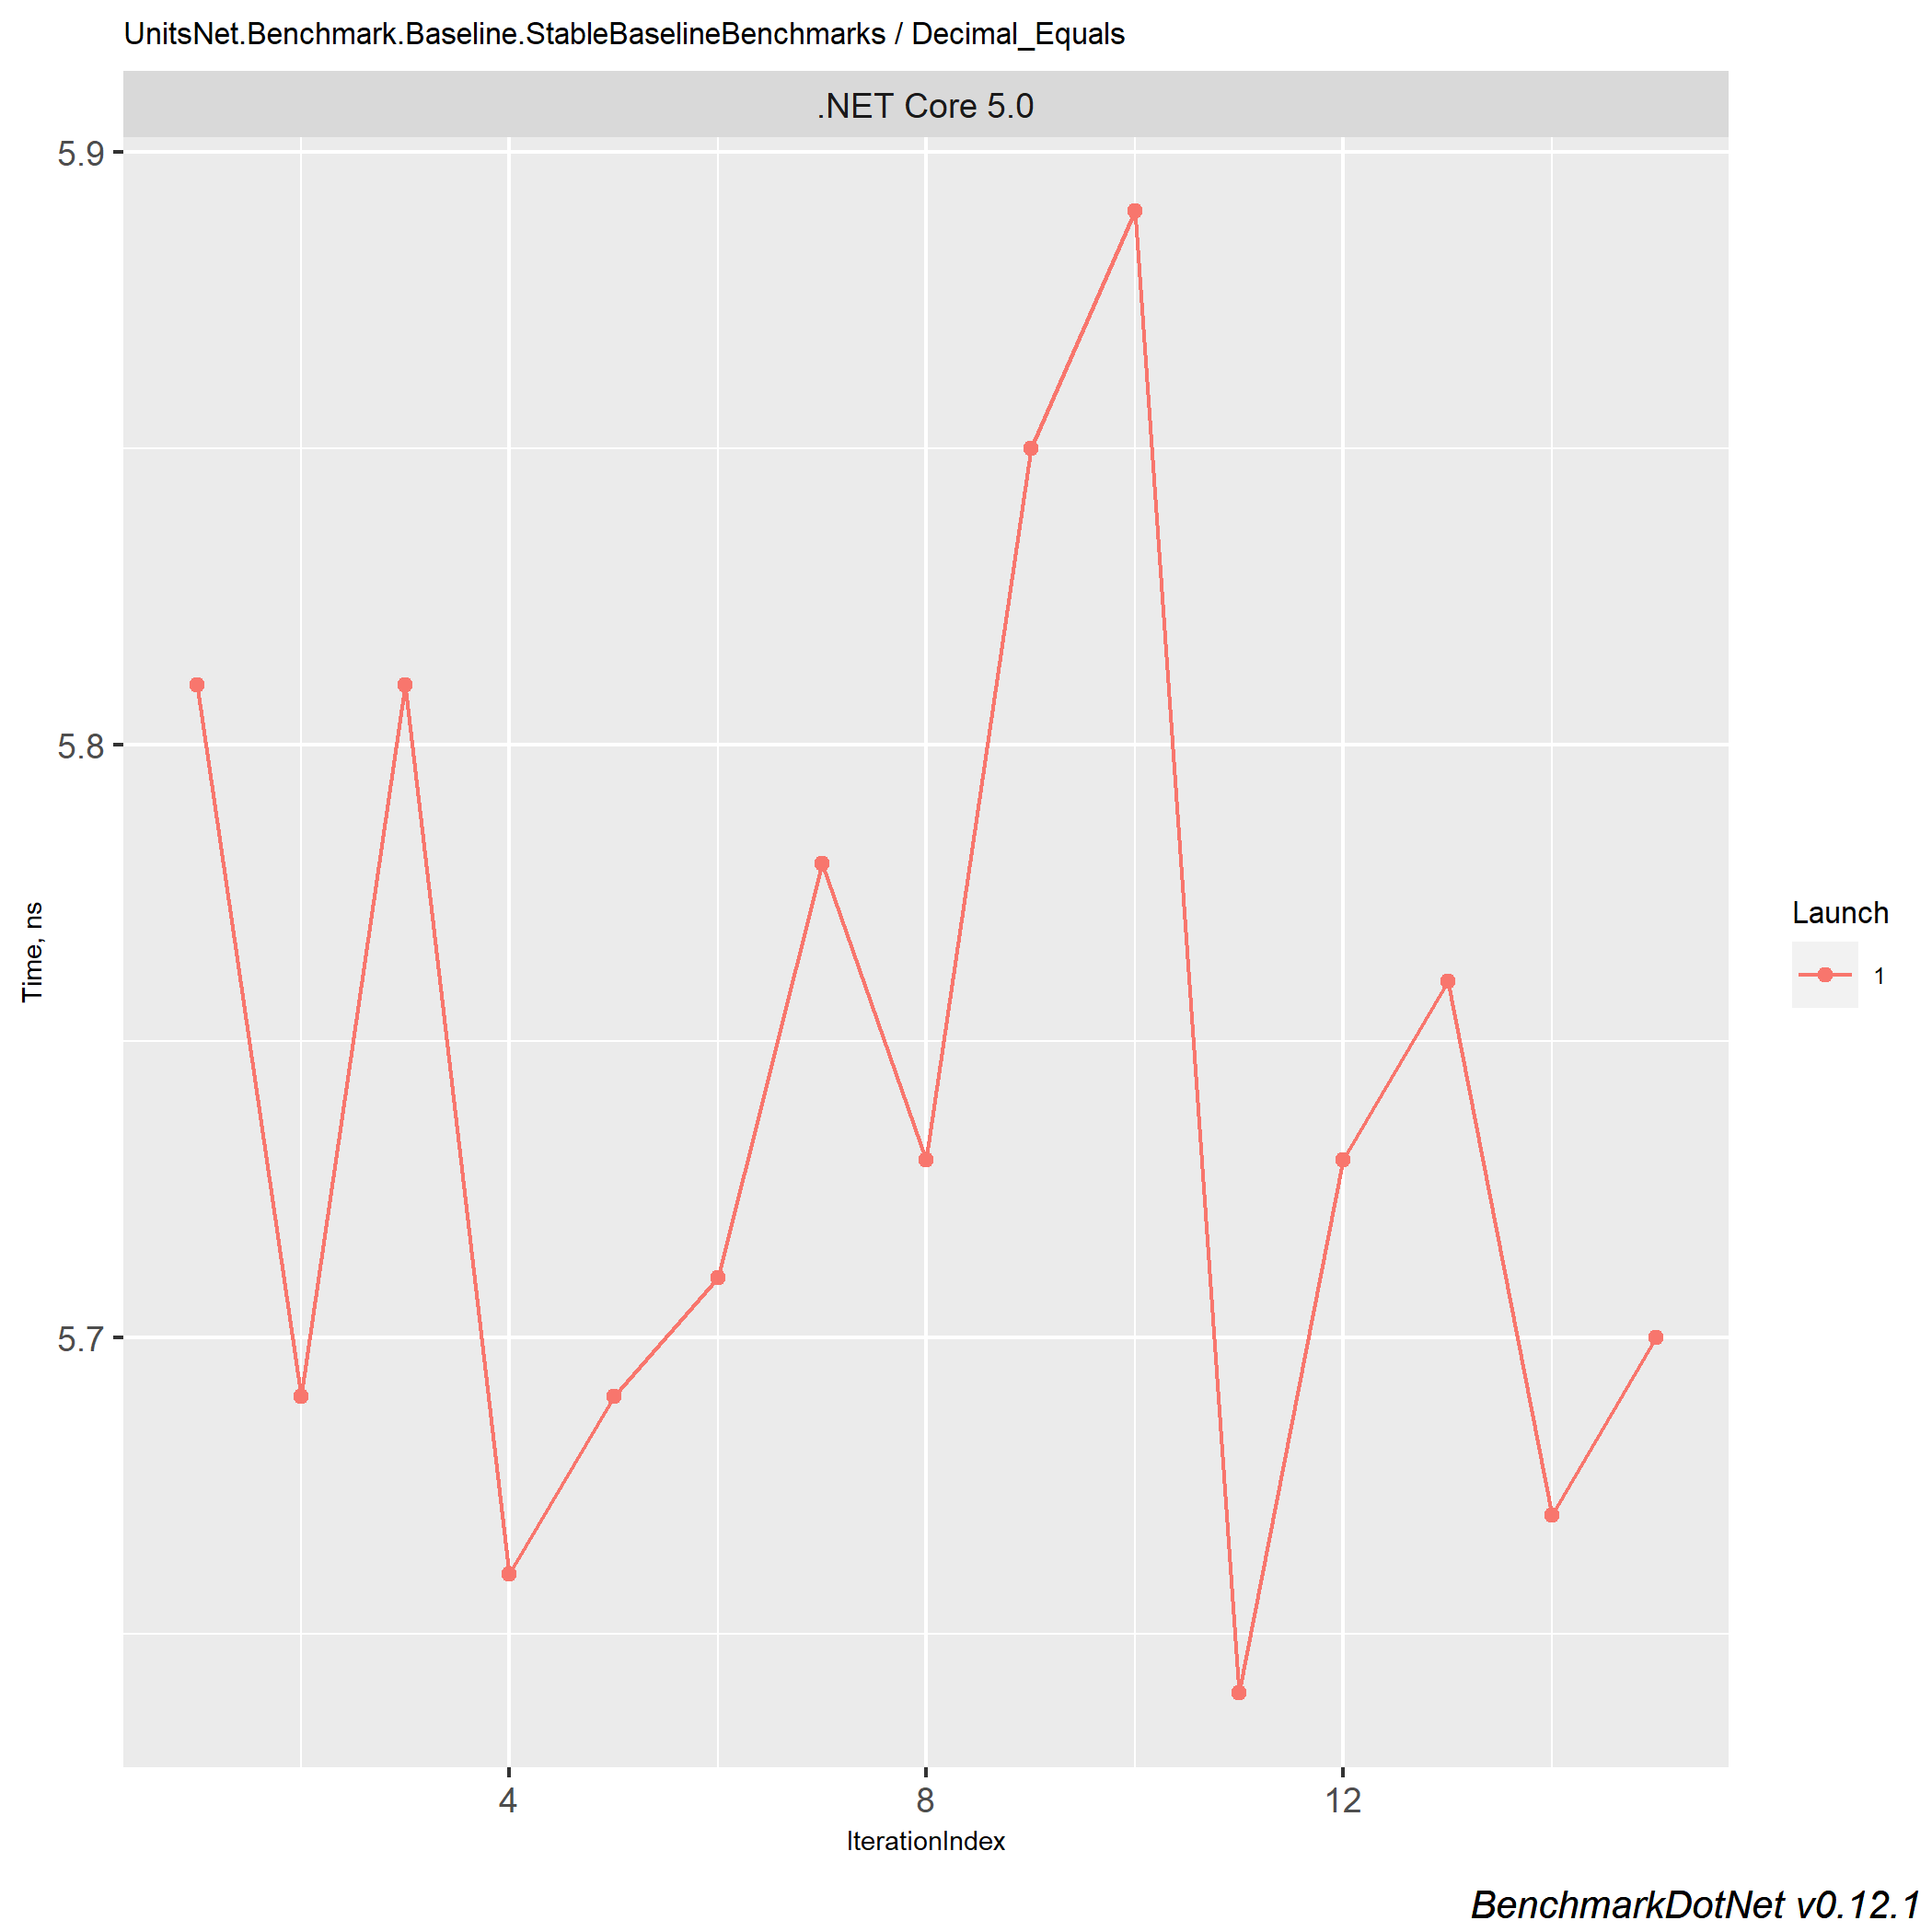 UnitsNet.Benchmark.Baseline.StableBaselineBenchmarks / Decimal_Equals
.NET Core 5.0
5.9
5.8
5.7
Time, ns
4
8
12
IterationIndex
Launch
1
BenchmarkDotNet v0.12.1